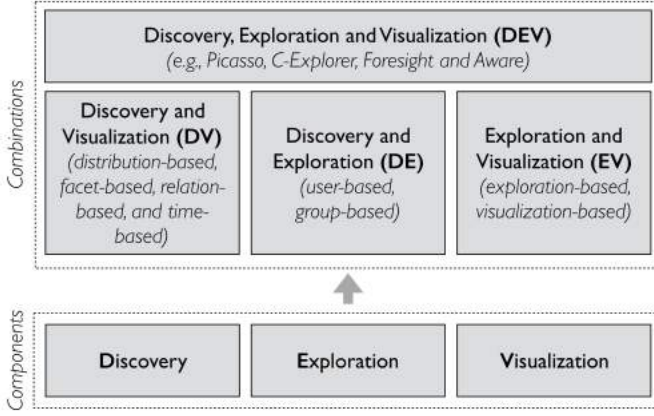 Combinations
Discovery, Exploration and Visualization (DEV)
(e.g., Picasso, C-Explorer, Foresight and Aware)
Discovery and
Visualization (DV)
(distribution-based,
facet-based, relation-
based, and time-
based)
Discovery and
Exploration (DE)
(user-based,
group-based)
Exploration and
Visualization (EV)
(exploration-based,
visualization-based)
Components
Discovery
Exploration
Visualization